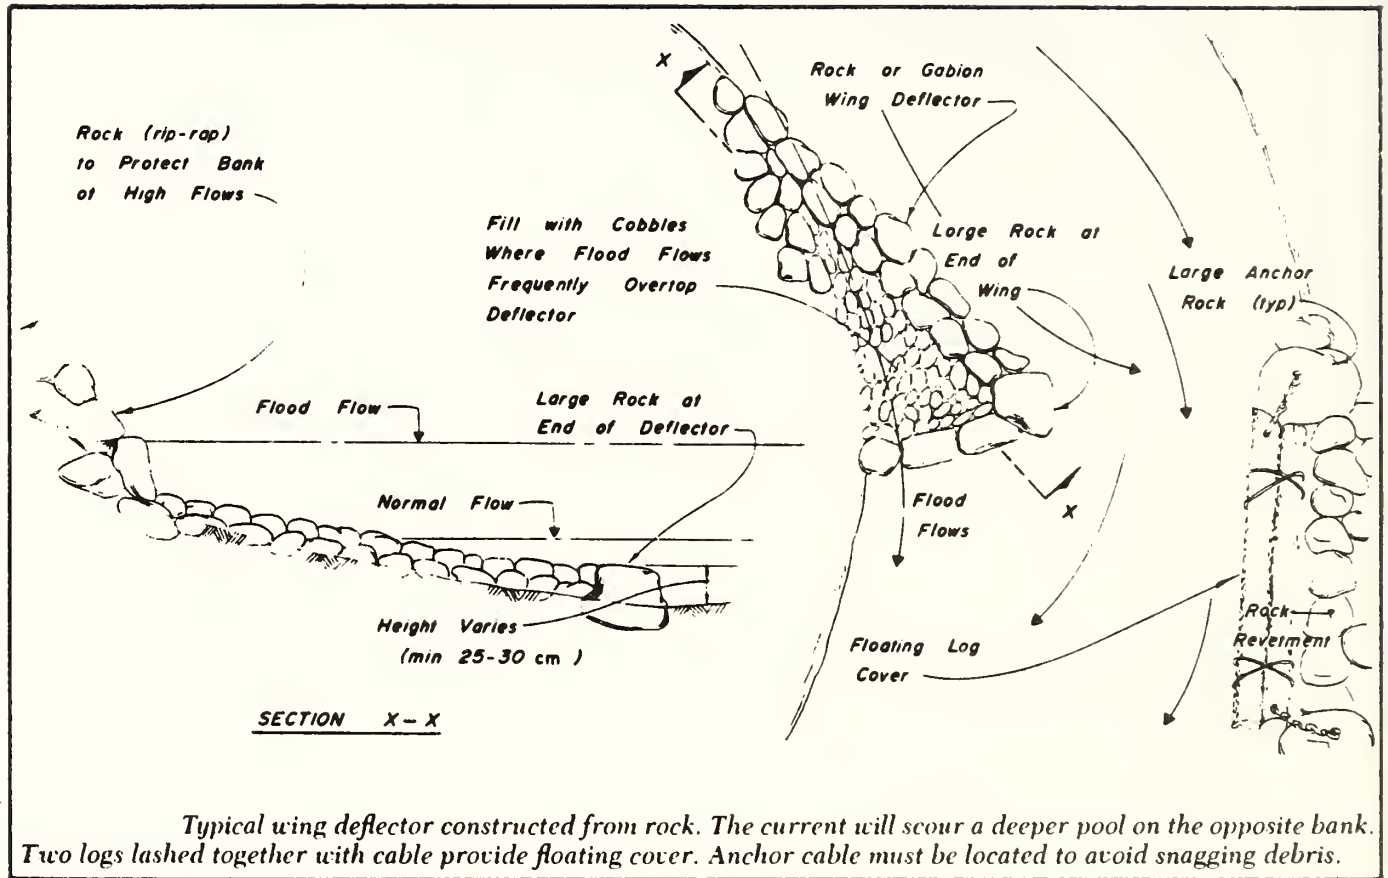 Rock (rip-rap)
to Protect Bank
at High Flows
Fill with Cobbles
Where Flood Flows
Frequently Overtop
Deflector
X
Rock or Gabion
Wing Deflector
Large Rock at
End of
Wing
Large Anchor
Rock (typ)
Flood Flow
Large Rock at
End of Deflector
Normal Flow
Height Varies
(min 25-30 cm)
SECTION X-X
Flood
Flows
X
Floating Log
Cover
Rock
Revetment
Typical wing deflector constructed from rock. The current will scour a deeper pool on the opposite bank.
Two logs lashed together with cable provide floating cover. Anchor cable must be located to avoid snagging debris.